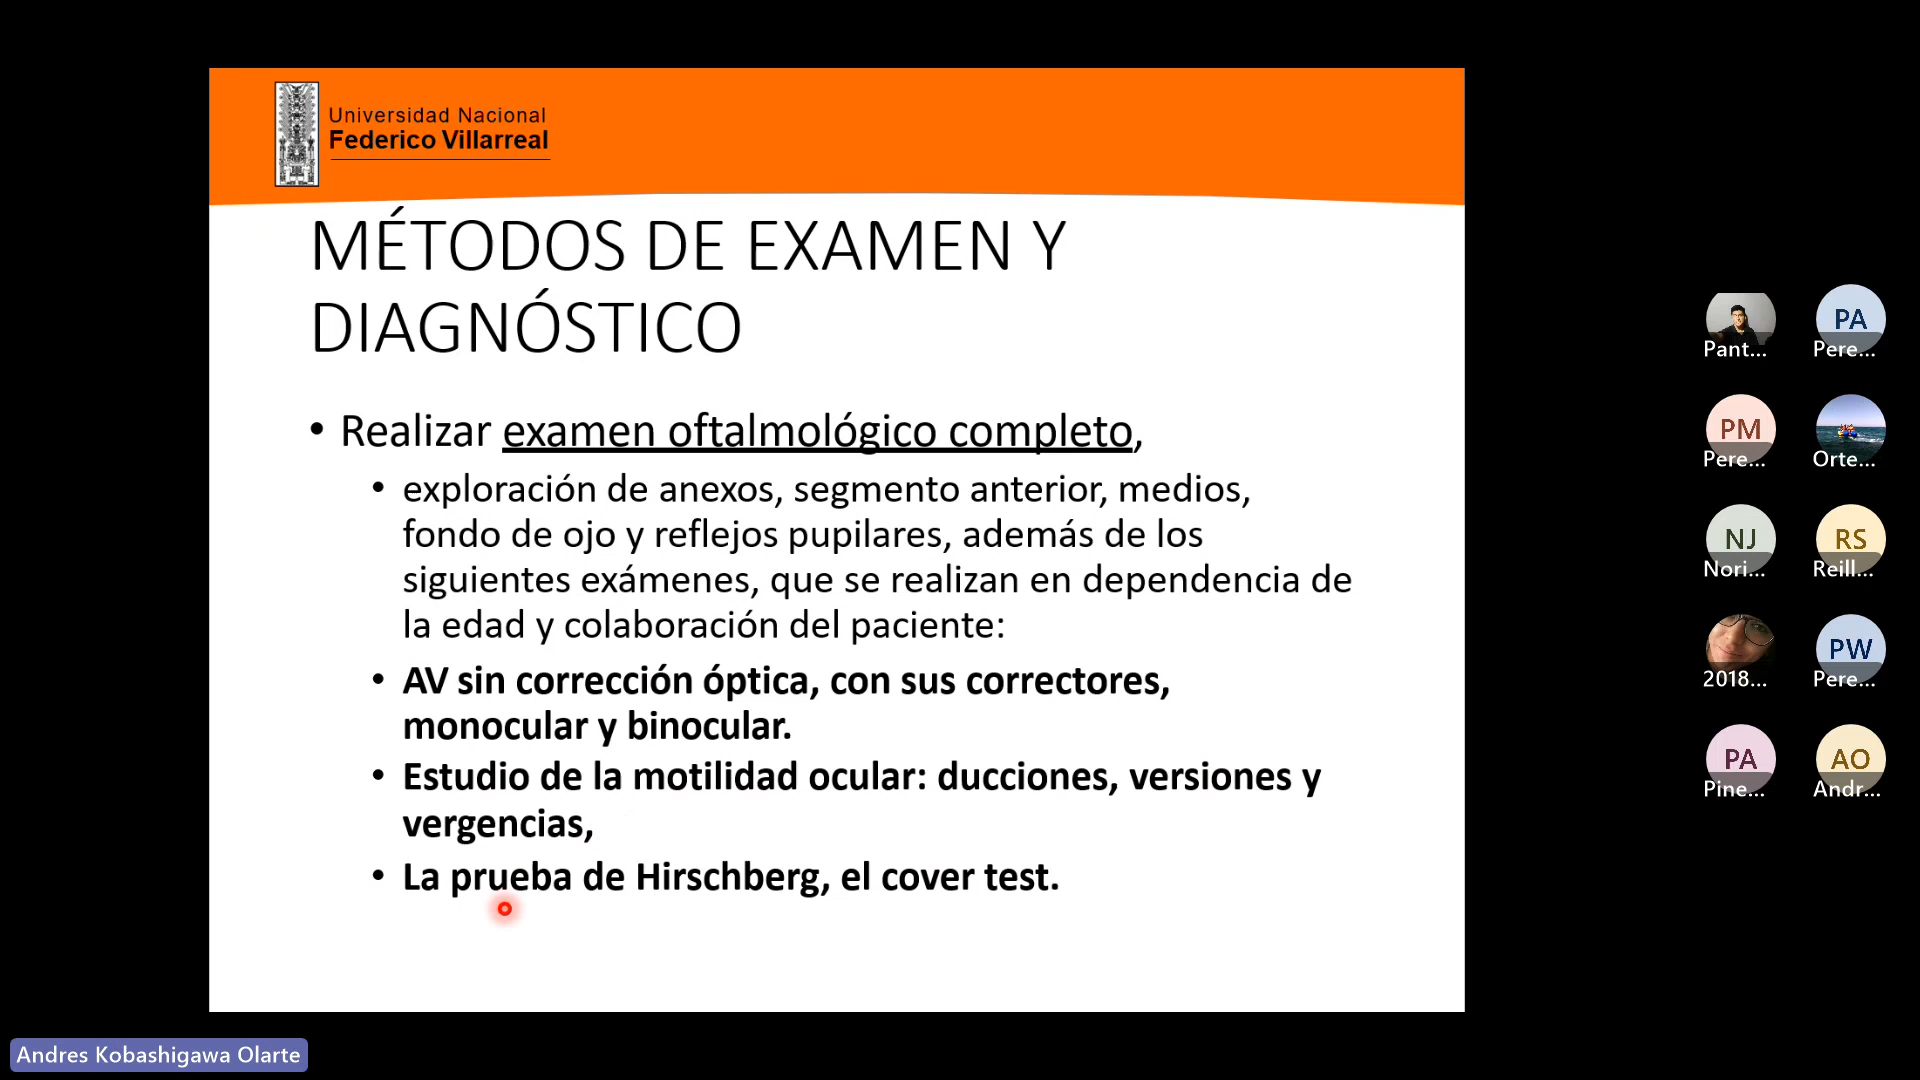 Universidad Nacional
Federico Villarreal
MÉTODOS DE EXAMEN Y
DIAGNÓSTICO
• Realizar examen oftalmológico completo,
• exploración de anexos, segmento anterior, medios,
fondo de ojo y reflejos pupilares, además de los
siguientes exámenes, que se realizan en dependencia de
la edad y colaboración del paciente:
• AV sin corrección óptica, con sus correctores,
monocular y binocular.
• Estudio de la motilidad ocular: ducciones, versiones y
vergencias,
• La prueba de Hirschberg, el cover test.
Pant...
PA
Pere...
PM
Pere...
Orte...
NJ
Nori...
RS
Reill...
2018...
PW
Pere...
PA
Pine...
AO
Andr...
Andres Kobashigawa Olarte